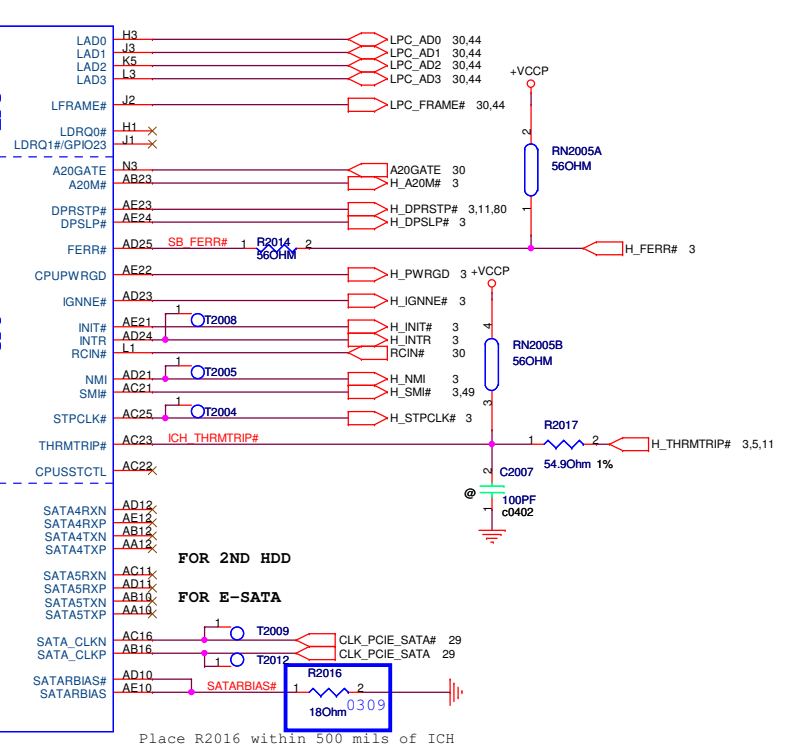 LAD0 H3 LPC_AD0 30,44
LAD1 J3 LPC_AD1 30,44
LAD2 K5 LPC_AD2 30,44
LAD3 L3 LPC_AD3 30,44
+VCCP
LFRAME# J2 LPC_FRAME# 30,44
LDRQ0# H1
2
LDRQ1#/GPIO23 J1
RN2005A
56OHM
A20GATE N3 A20GATE 30
A20M# AB23 H_A20M# 3
DPRSTP# AE23 H_DPRSTP# 3,11,80
1
DPSLP# AE24 H_DPSLP# 3
FERR# AD25 SB_FERR# 1 R2014 2 H_FERR# 3
56OHM
CPUPWRGD AE22 H_PWRGD 3 +VCCP
IGNNE# AD23 H_IGNNE# 3
1
INIT# AE21 T2008 H_INIT# 3
4
INTR AD24 H_INTR 3
RCIN# L1 RCIN# 30
RN2005B
56OHM
1
NMI AD21 T2005 H_NMI 3
SMI# AC21 H_SMI# 3,49
1
3
STPCLK# AC25 T2004 H_STPCLK# 3
R2017
THRMTRIP# AC23 ICH_THRMTRIP# 1 2 H_THRMTRIP# 3,5,11
54.9Ohm 1%
CPUSSTCTL AC22
2 C2007
@
100PF
1 c0402
SATA4RXN AD12
SATA4RXP AE12
SATA4TXN AB12
SATA4TXP AA12
FOR 2ND HDD
SATA5RXN AC11
SATA5RXP AD11
SATA5TXN AB10
FOR E-SATA
SATA5TXP AA10
1
T2009
SATA_CLKN AC16 CLK_PCIE_SATA# 29
SATA_CLKP AB16 CLK_PCIE_SATA 29
1
T2012
SATARBIAS# AD10
R2016
SATARBIAS AE10 SATARBIAS# 1 2
18Ohm 0309
Place R2016 within 500 mils of ICH